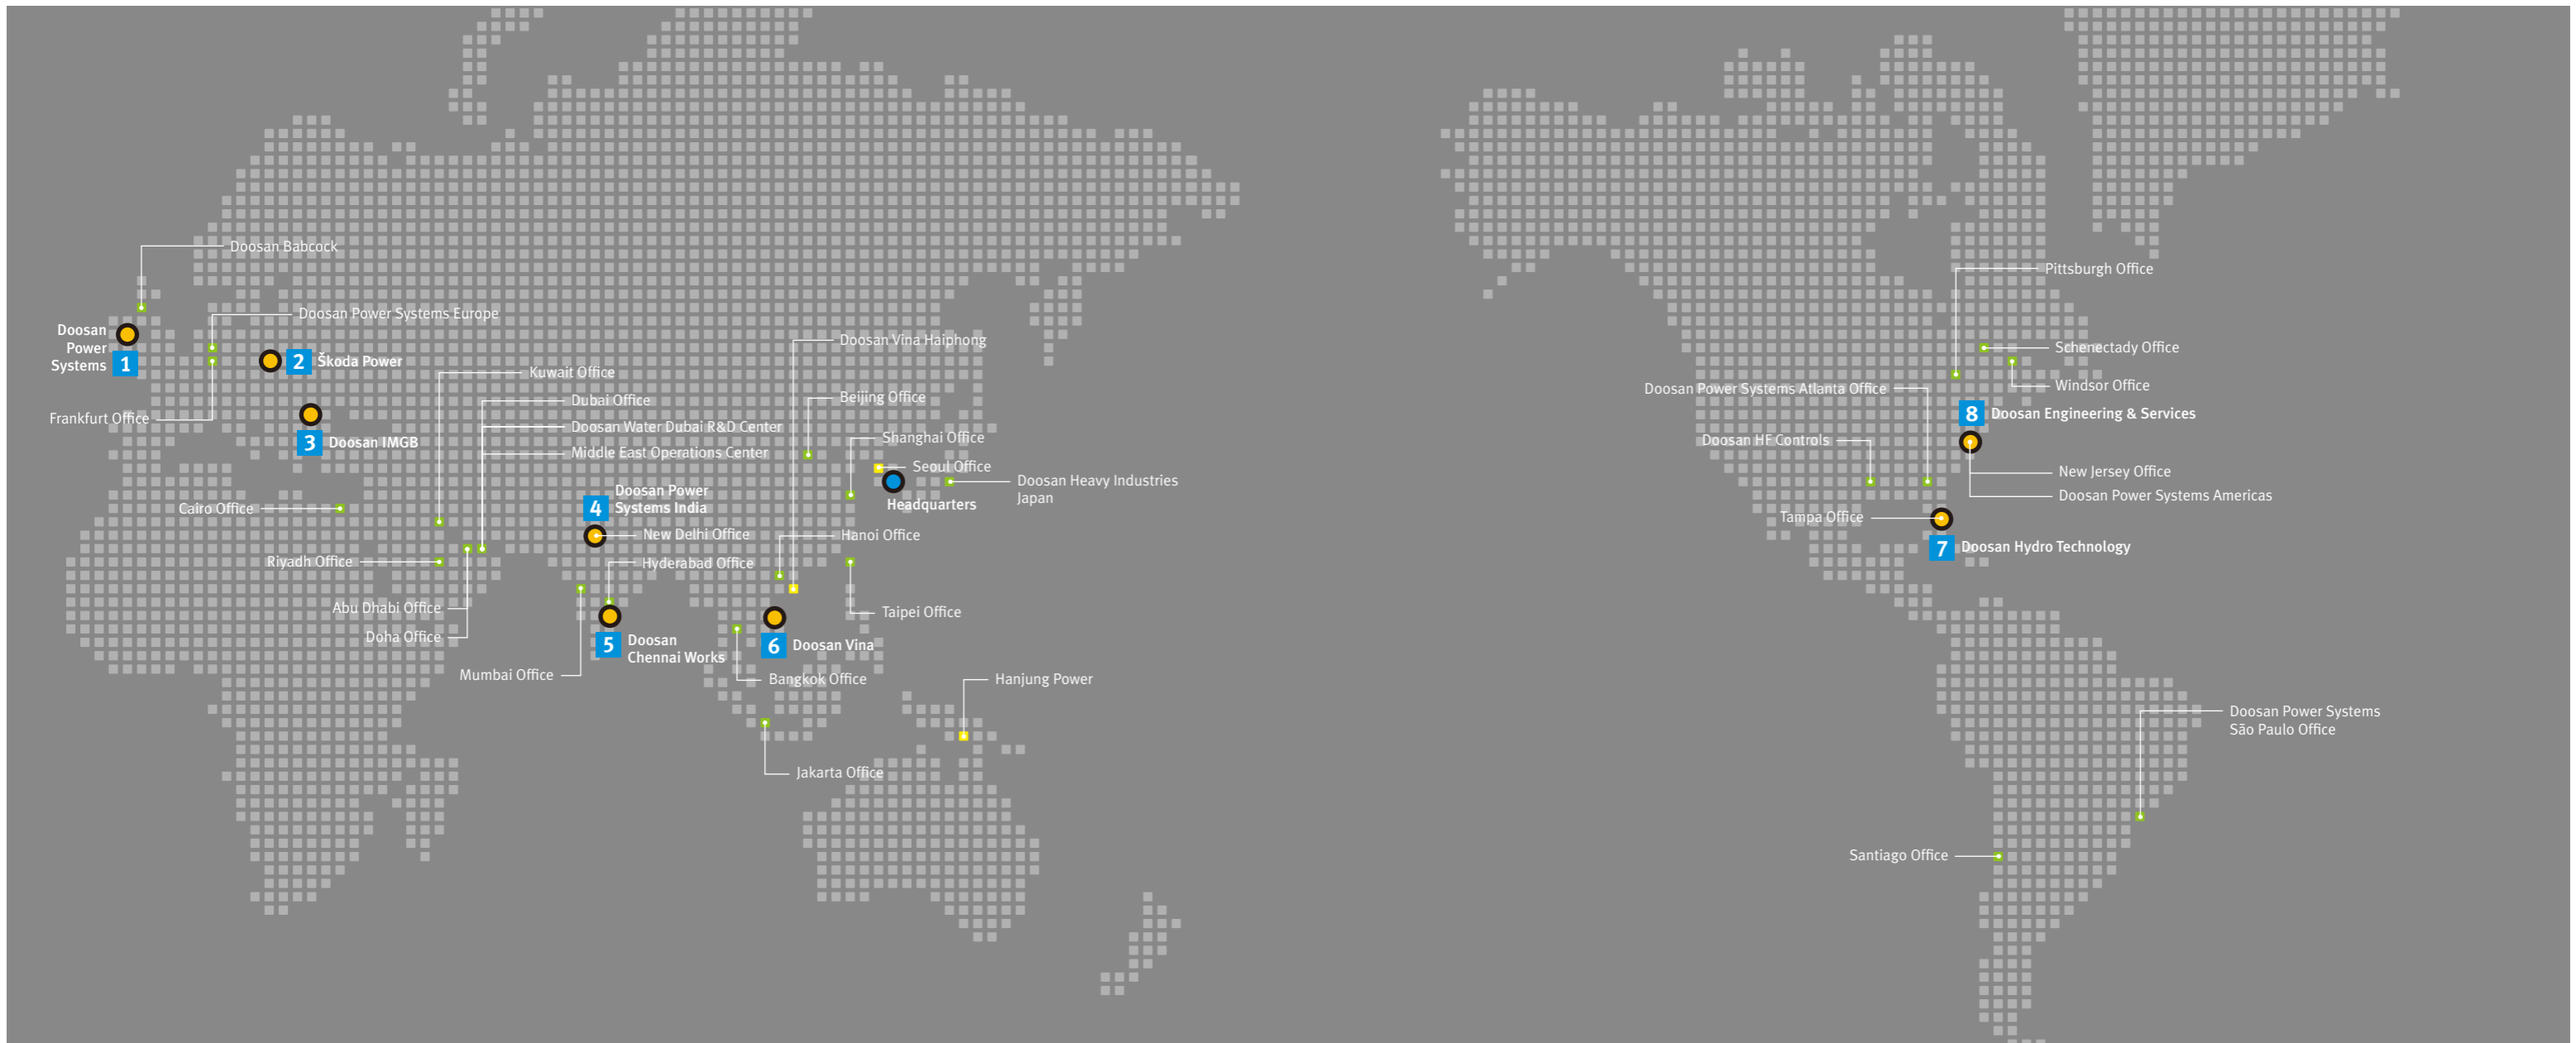 Doosan Babcock
Doosan Power Systems Europe
Doosan
Power
Systems
1
2
Škoda Power
Frankfurt Office
3
Doosan IMGB
Kuwait Office
Dubai Office
Doosan Water Dubai R&D Center
Middle East Operations Center
Cairo Office
Riyadh Office
Abu Dhabi Office
Doha Office
Doosan Vina Haiphong
Beijing Office
Shanghai Office
Seoul Office
Headquarters
Doosan Heavy Industries
Japan
4
Doosan Power
Systems India
New Delhi Office
Hyderabad Office
Hanoi Office
Taipei Office
Mumbai Office
5
Doosan
Chennai Works
6
Doosan Vina
Bangkok Office
Hanjung Power
Jakarta Office
Pittsburgh Office
Schenectady Office
Windsor Office
Doosan Power Systems Atlanta Office
8
Doosan Engineering & Services
Doosan HF Controls
New Jersey Office
Doosan Power Systems Americas
Tampa Office
7
Doosan Hydro Technology
Doosan Power Systems
São Paulo Office
Santiago Office